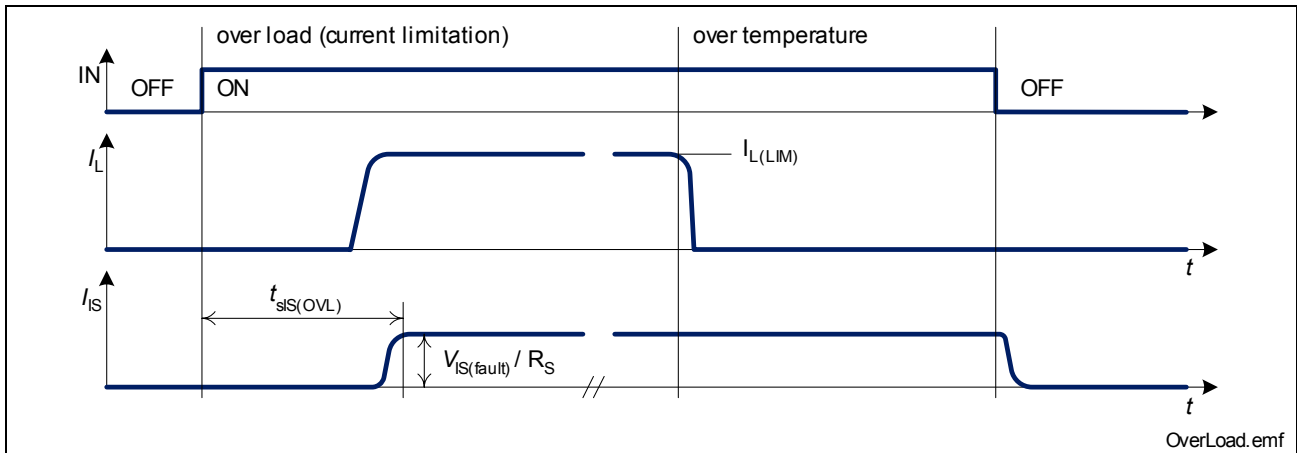 over load (current limitation)
over temperature
IN
OFF
ON
OFF
t
I_L
I_L(LIM)
t
I_IS
t_sIS(OVL)
V_IS(fault) / R_S
t
OverLoad.emf